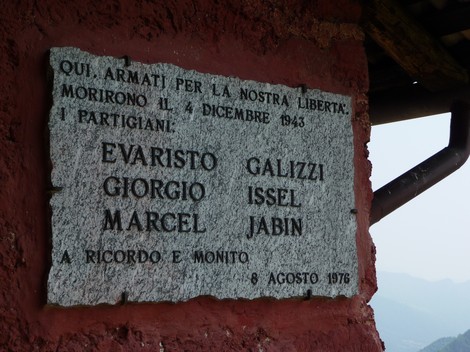 QUI, ARMATI PER LA NOSTRA LIBERTA'
MORIRONO IL 4 DICEMBRE 1943
I PARTIGIANI:
EVARISTO GALIZZI
GIORGIO ISSEL
MARCEL JABIN
A RICORDO E MONITO
8 AGOSTO 1976